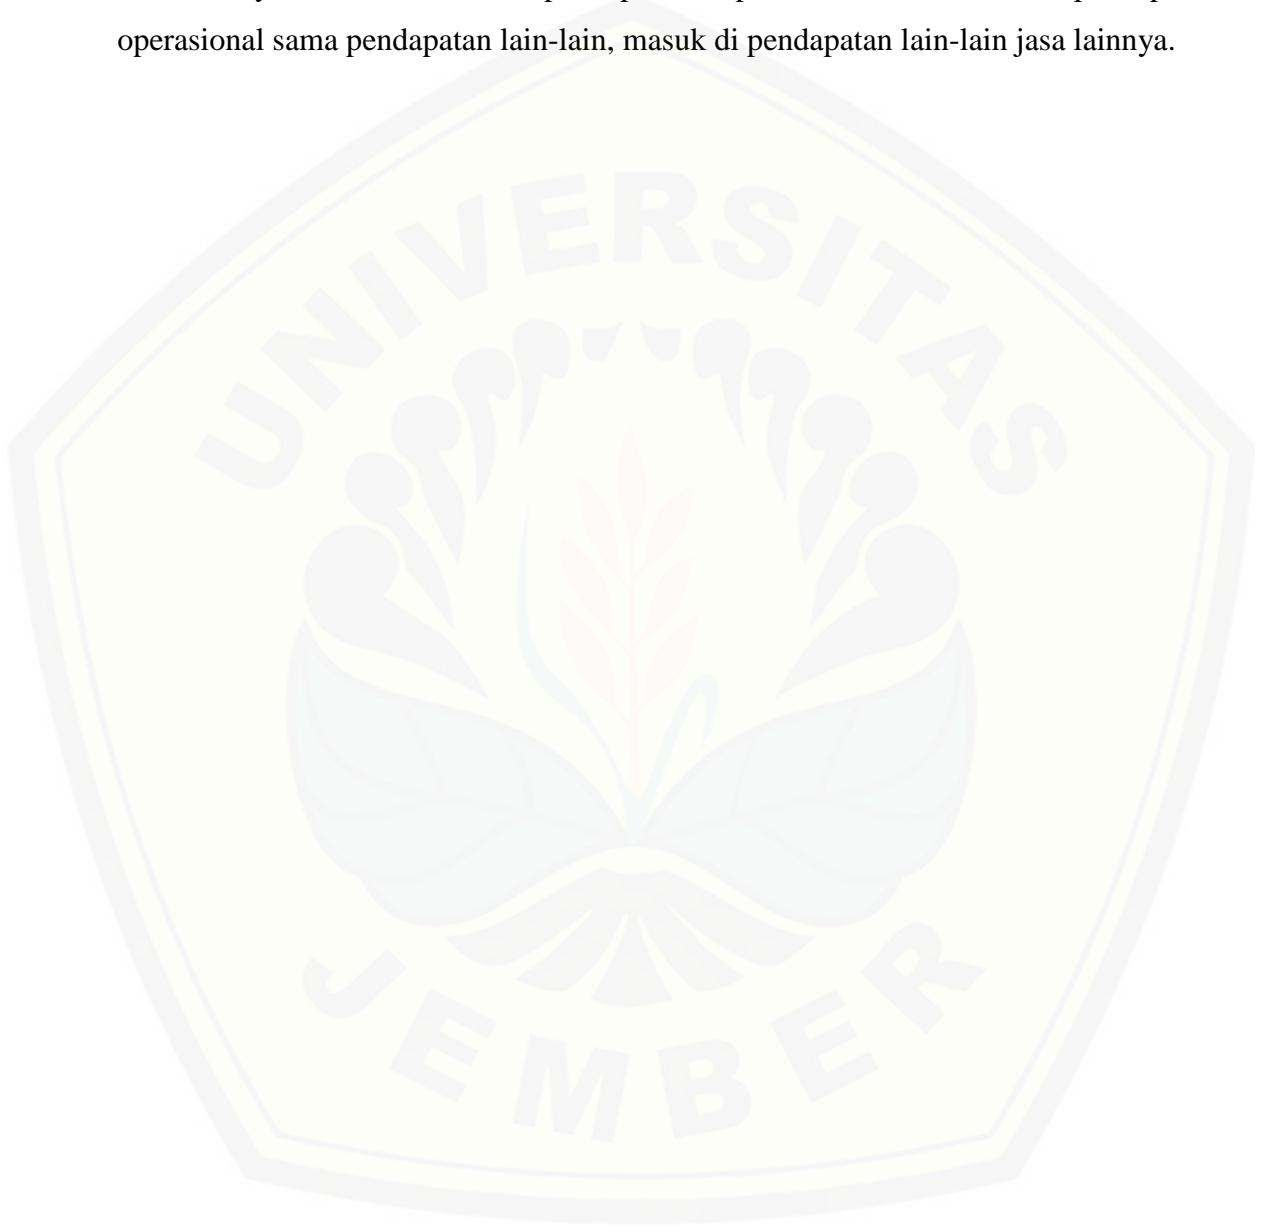 operasional sama pendapatan lain-lain, masuk di pendapatan lain-lain jasa lainnya.
UNIVERSITAS
JEMBER